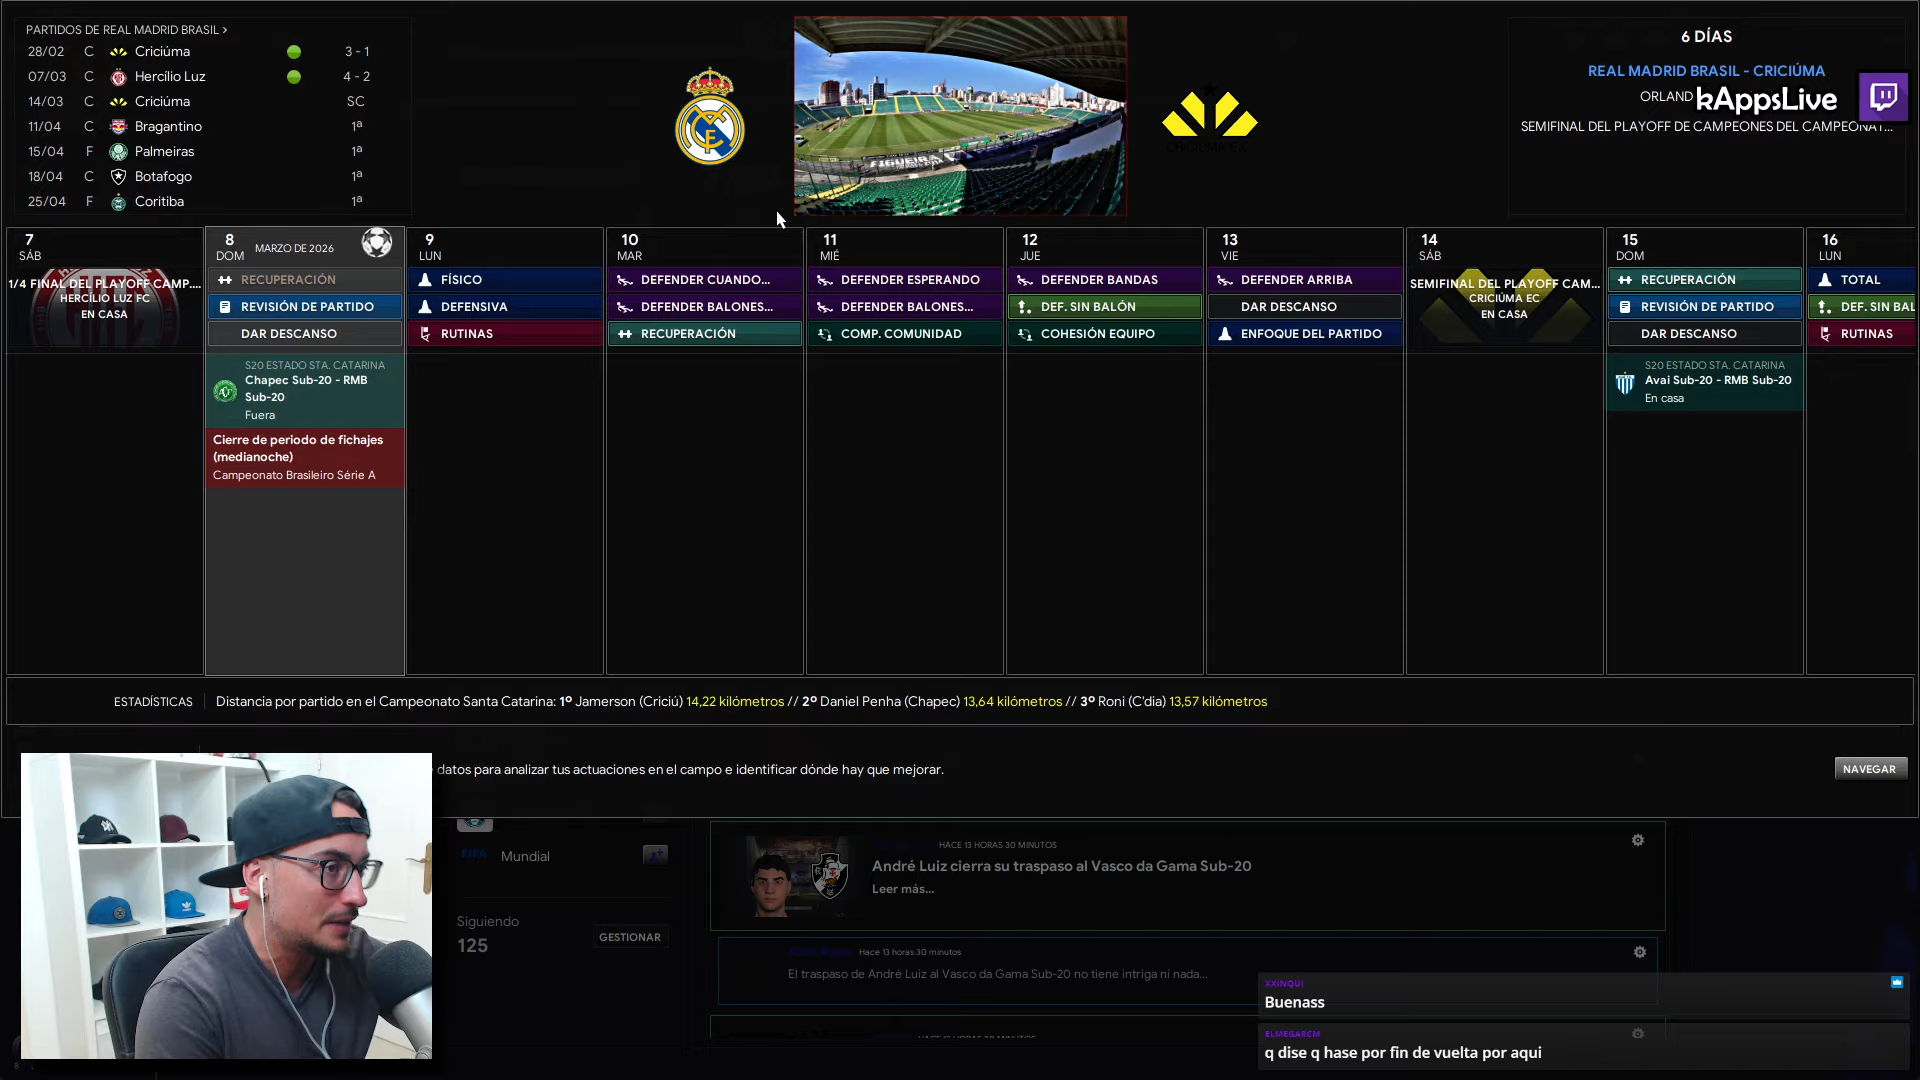 PARTIDOS DE REAL MADRID BRASIL >
28/02 C Criciúma 3 - 1
07/03 C Hercílio Luz 4 - 2
14/03 C Criciúma SC
11/04 C Bragantino 1ª
15/04 F Palmeiras 1ª
18/04 C Botafogo 1ª
25/04 F Coritiba 1ª
6 DÍAS
REAL MADRID BRASIL - CRICIÚMA
ORLAND
kAppsLive
SEMIFINAL DEL PLAYOFF DE CAMPEONES DEL CAMPEONAT...
7
SÁB
1/4 FINAL DEL PLAYOFF CAMP....
HERCÍLIO LUZ FC
EN CASA
8
DOM
MARZO DE 2026
RECUPERACIÓN
REVISIÓN DE PARTIDO
DAR DESCANSO
S20 ESTADO STA. CATARINA
Chapec Sub-20 - RMB
Sub-20
Fuera
Cierre de periodo de fichajes
(medianoche)
Campeonato Brasileiro Série A
9
LUN
FÍSICO
DEFENSIVA
RUTINAS
10
MAR
DEFENDER CUANDO...
DEFENDER BALONES...
RECUPERACIÓN
11
MIÉ
DEFENDER ESPERANDO
DEFENDER BALONES...
COMP. COMUNIDAD
12
JUE
DEFENDER BANDAS
DEF. SIN BALÓN
COHESIÓN EQUIPO
13
VIE
DEFENDER ARRIBA
DAR DESCANSO
ENFOQUE DEL PARTIDO
14
SÁB
SEMIFINAL DEL PLAYOFF CAM...
CRICIÚMA EC
EN CASA
15
DOM
RECUPERACIÓN
REVISIÓN DE PARTIDO
DAR DESCANSO
S20 ESTADO STA. CATARINA
Avai Sub-20 - RMB Sub-20
En casa
16
LUN
TOTAL
DEF. SIN BAL
RUTINAS
ESTADÍSTICAS
Distancia por partido en el Campeonato Santa Catarina: 1º Jamerson (Criciú) 14,22 kilómetros // 2º Daniel Penha (Chapec) 13,64 kilómetros // 3º Roni (C'dia) 13,57 kilómetros
datos para analizar tus actuaciones en el campo e identificar dónde hay que mejorar.
NAVEGAR
FIFA
Mundial
Siguiendo
125
GESTIONAR
HACE 13 HORAS 30 MINUTOS
André Luiz cierra su traspaso al Vasco da Gama Sub-20
Leer más...
Hace 13 horas 30 minutos
El traspaso de André Luiz al Vasco da Gama Sub-20 no tiene intriga ni nada...
XXINQUI
Buenass
ELMEGARCM
q dise q hase por fin de vuelta por aqui